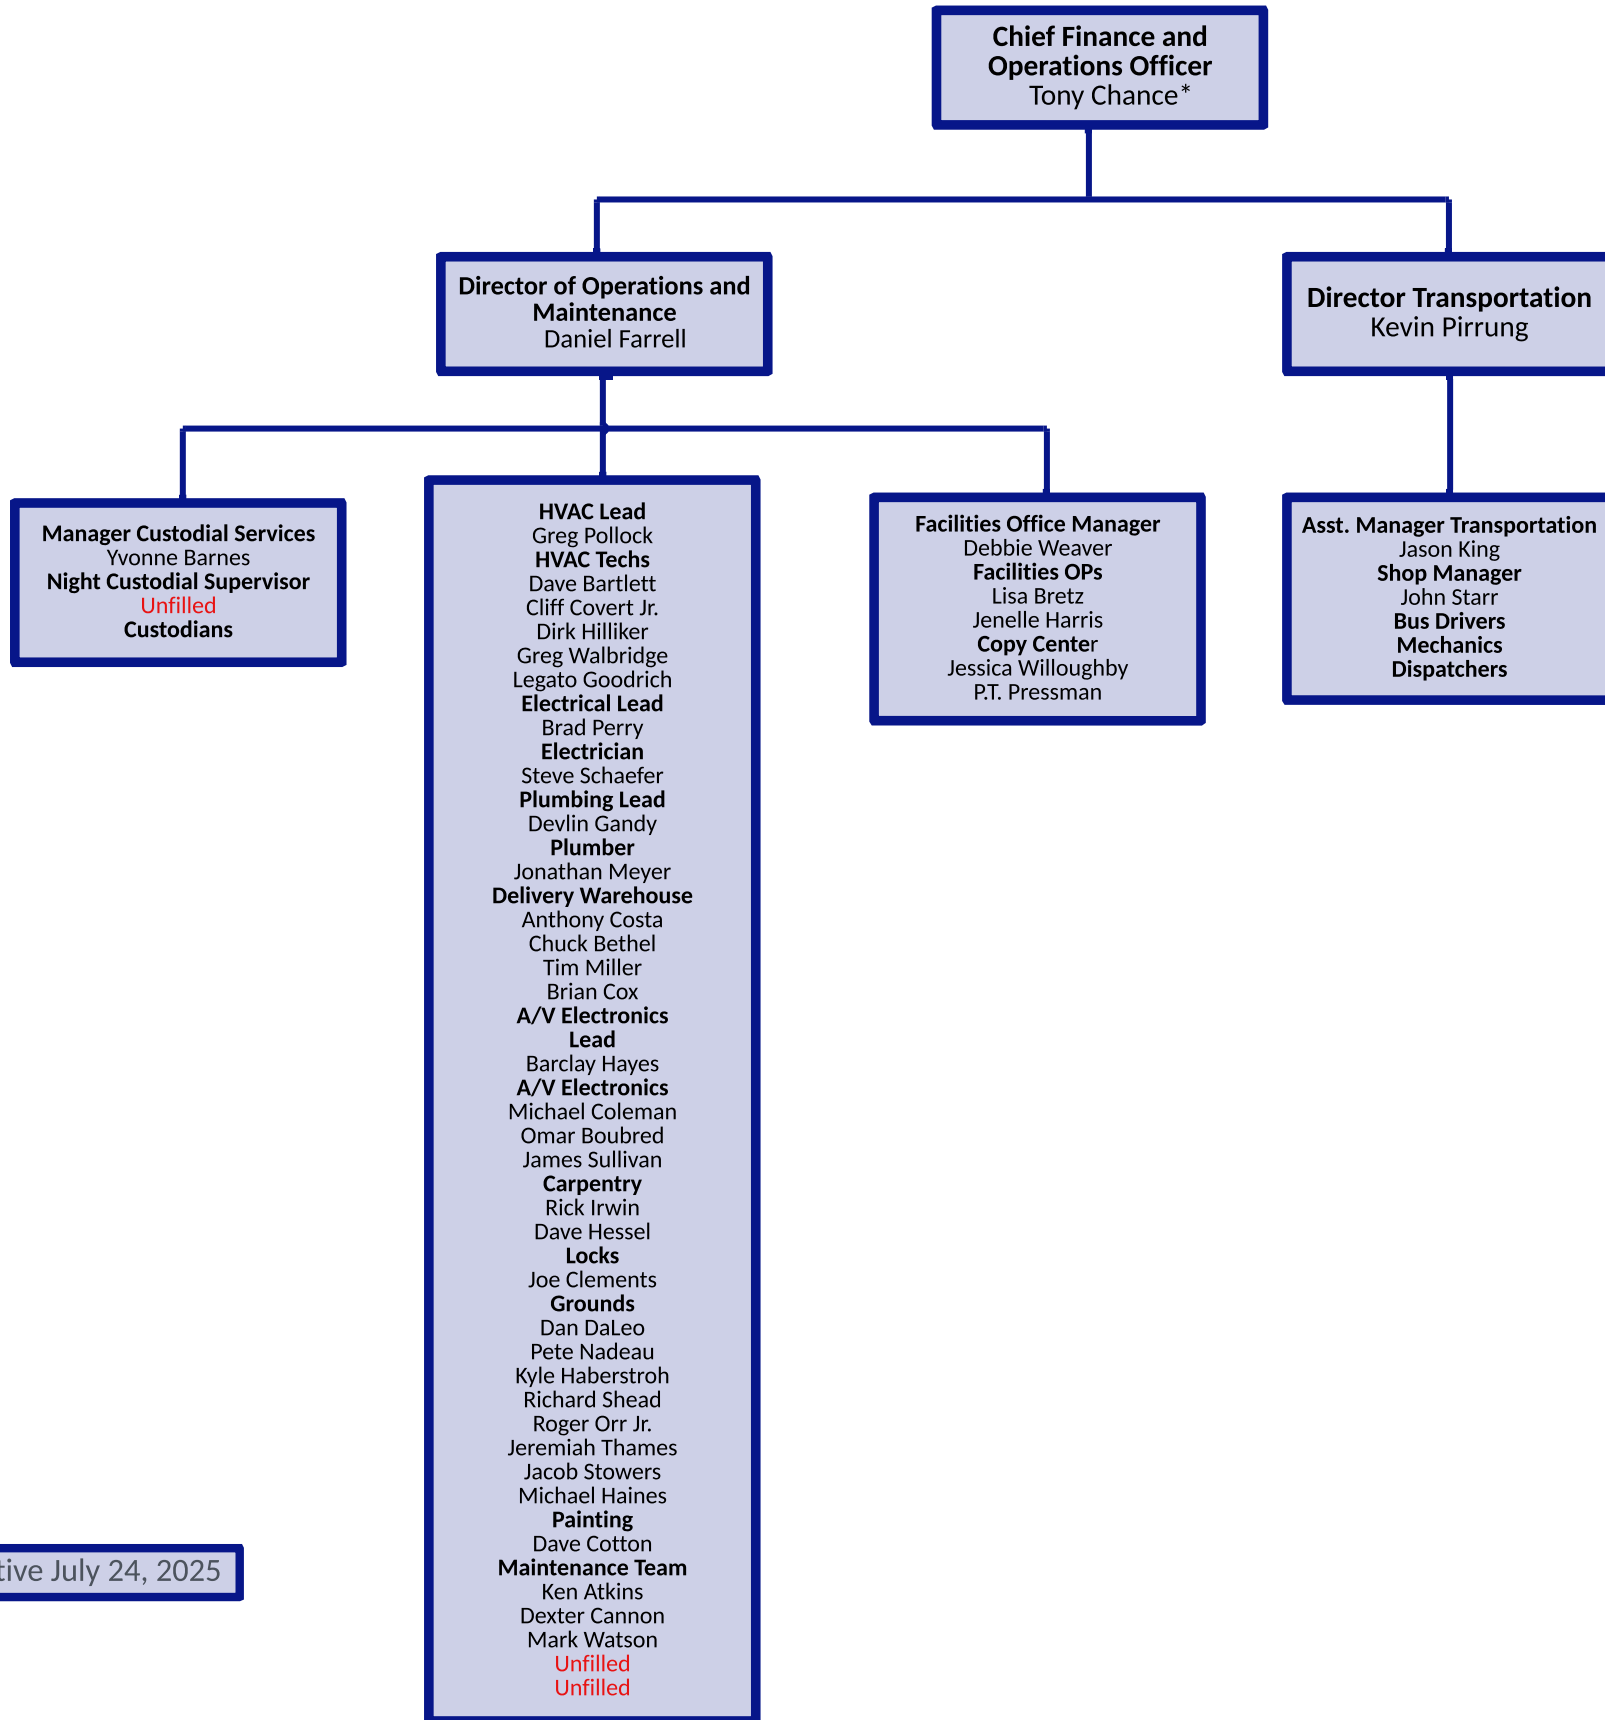 Chief Finance and
Operations Officer
Tony Chance*
Director of Operations and
Maintenance
Daniel Farrell
Director Transportation
Kevin Pirrung
Manager Custodial Services
Yvonne Barnes
Night Custodial Supervisor
Unfilled
Custodians
HVAC Lead
Greg Pollock
HVAC Techs
Dave Bartlett
Cliff Covert Jr.
Dirk Hilliker
Greg Walbridge
Legato Goodrich
Electrical Lead
Brad Perry
Electrician
Steve Schaefer
Plumbing Lead
Devlin Gandy
Plumber
Jonathan Meyer
Delivery Warehouse
Anthony Costa
Chuck Bethel
Tim Miller
Brian Cox
A/V Electronics
Lead
Barclay Hayes
A/V Electronics
Michael Coleman
Omar Boubred
James Sullivan
Carpentry
Rick Irwin
Dave Hessel
Locks
Joe Clements
Grounds
Dan DaLeo
Pete Nadeau
Kyle Haberstroh
Richard Shead
Roger Orr Jr.
Jeremiah Thames
Jacob Stowers
Michael Haines
Painting
Dave Cotton
Maintenance Team
Ken Atkins
Dexter Cannon
Mark Watson
Unfilled
Unfilled
Facilities Office Manager
Debbie Weaver
Facilities OPs
Lisa Bretz
Jenelle Harris
Copy Center
Jessica Willoughby
P.T. Pressman
Asst. Manager Transportation
Jason King
Shop Manager
John Starr
Bus Drivers
Mechanics
Dispatchers
tive July 24, 2025